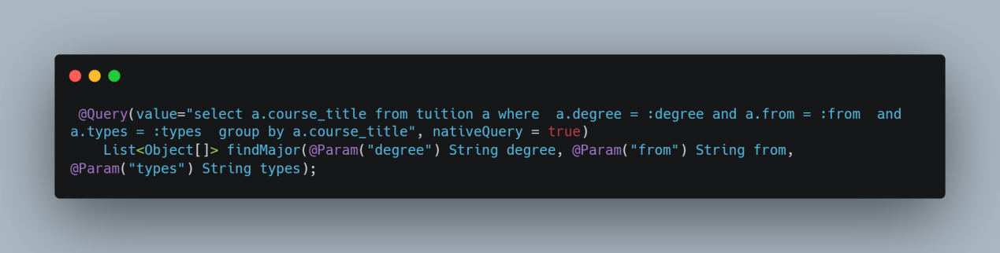 @Query(value="select a.course_title from tuition a where  a.degree = :degree and a.from = :from  and
a.types = :types  group by a.course_title", nativeQuery = true)
    List<Object[]> findMajor(@Param("degree") String degree, @Param("from") String from,
@Param("types") String types);